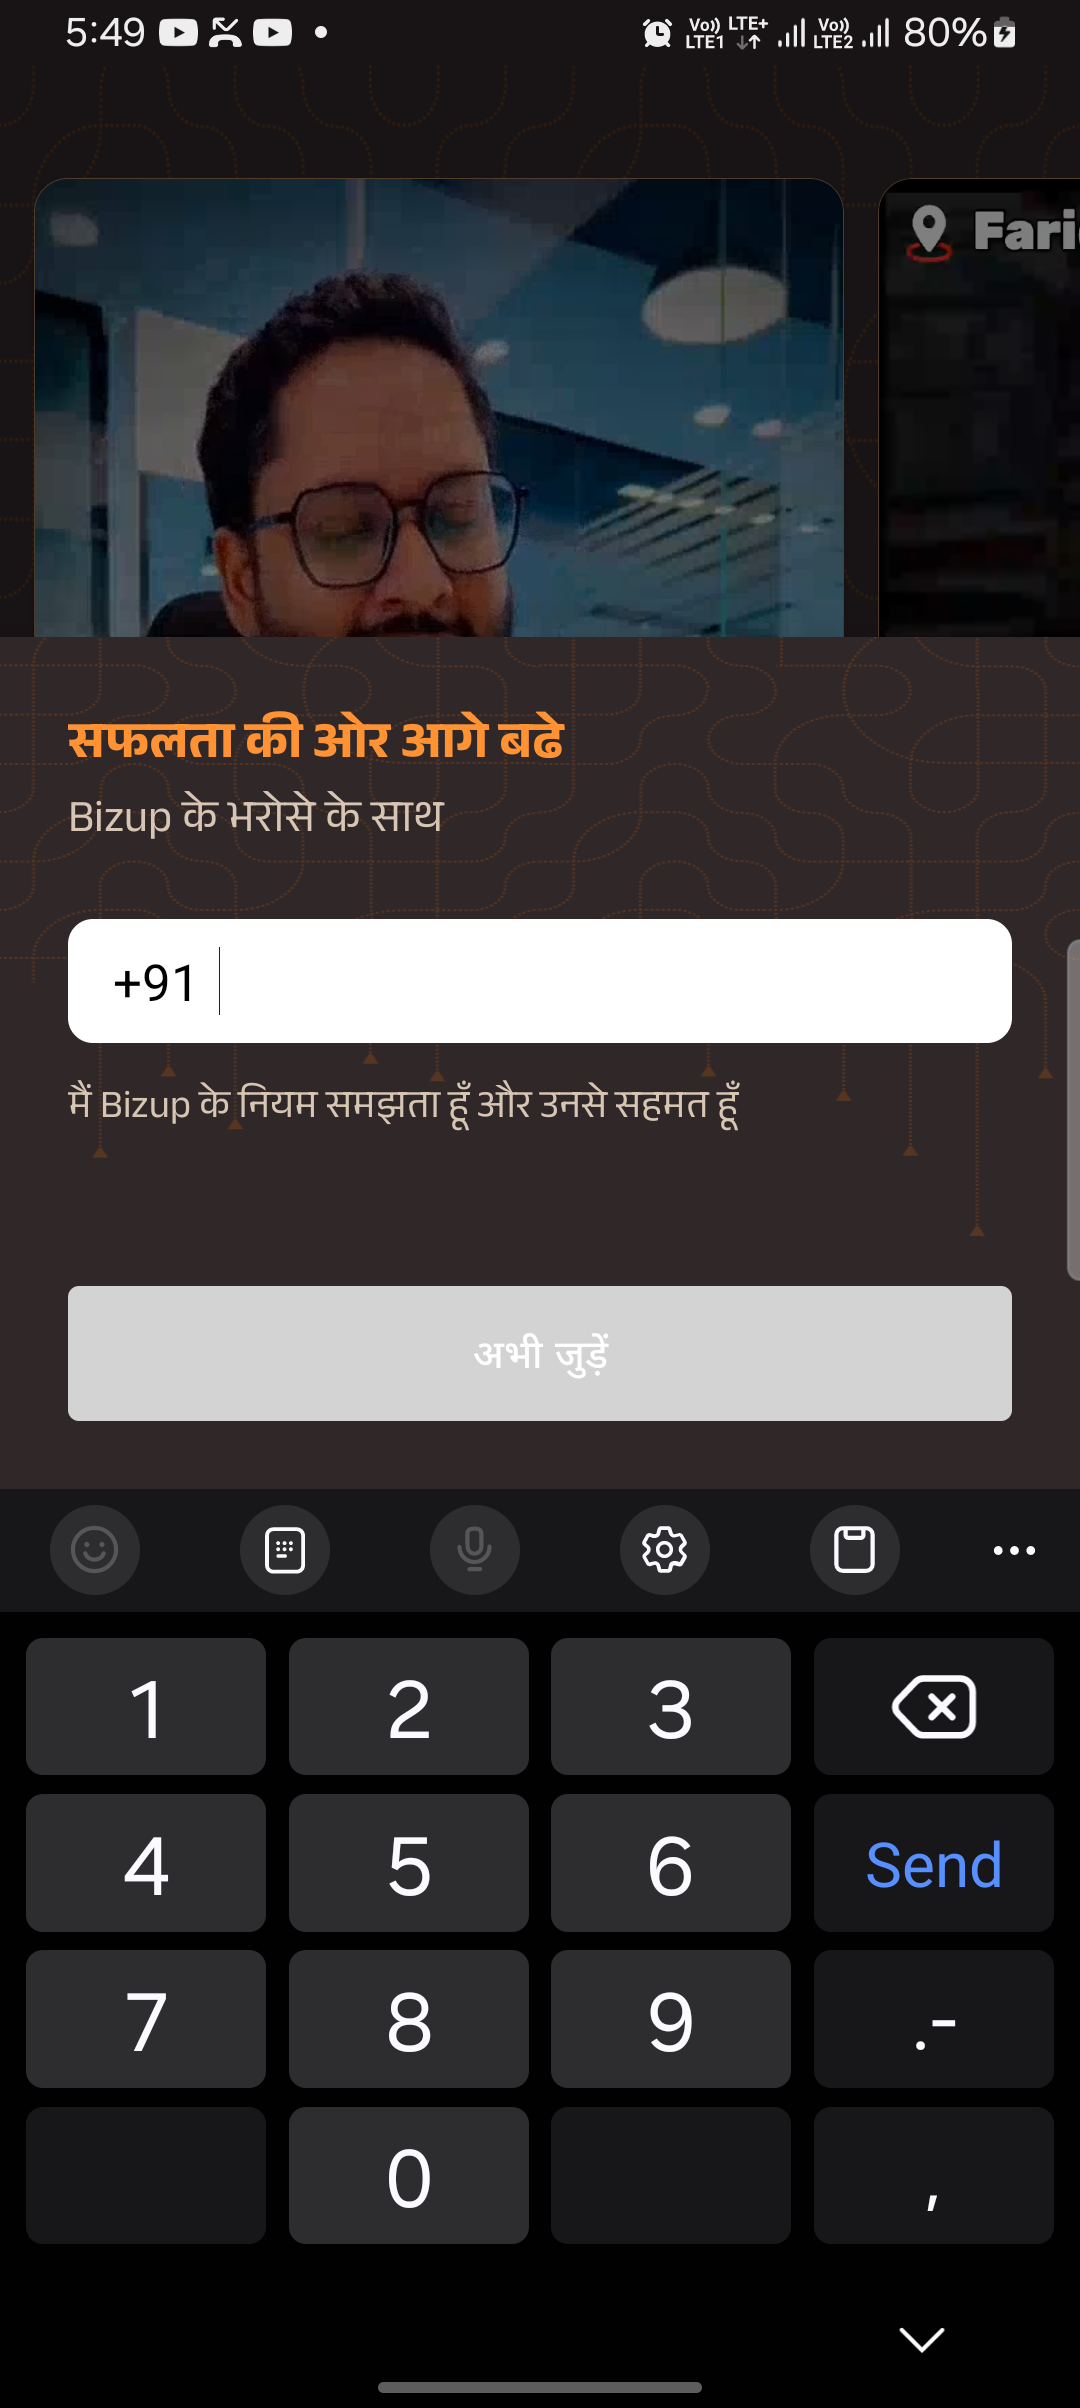 5:49
Vo)) LTE1 LTE+ Vo)) LTE2 80%
सफलता की ओर आगे बढे
Bizup के भरोसे के साथ
+91
मैं Bizup के नियम समझता हूँ और उनसे सहमत हूँ
अभी जुड़ें
1 2 3
4 5 6 Send
7 8 9 .-
0 ,